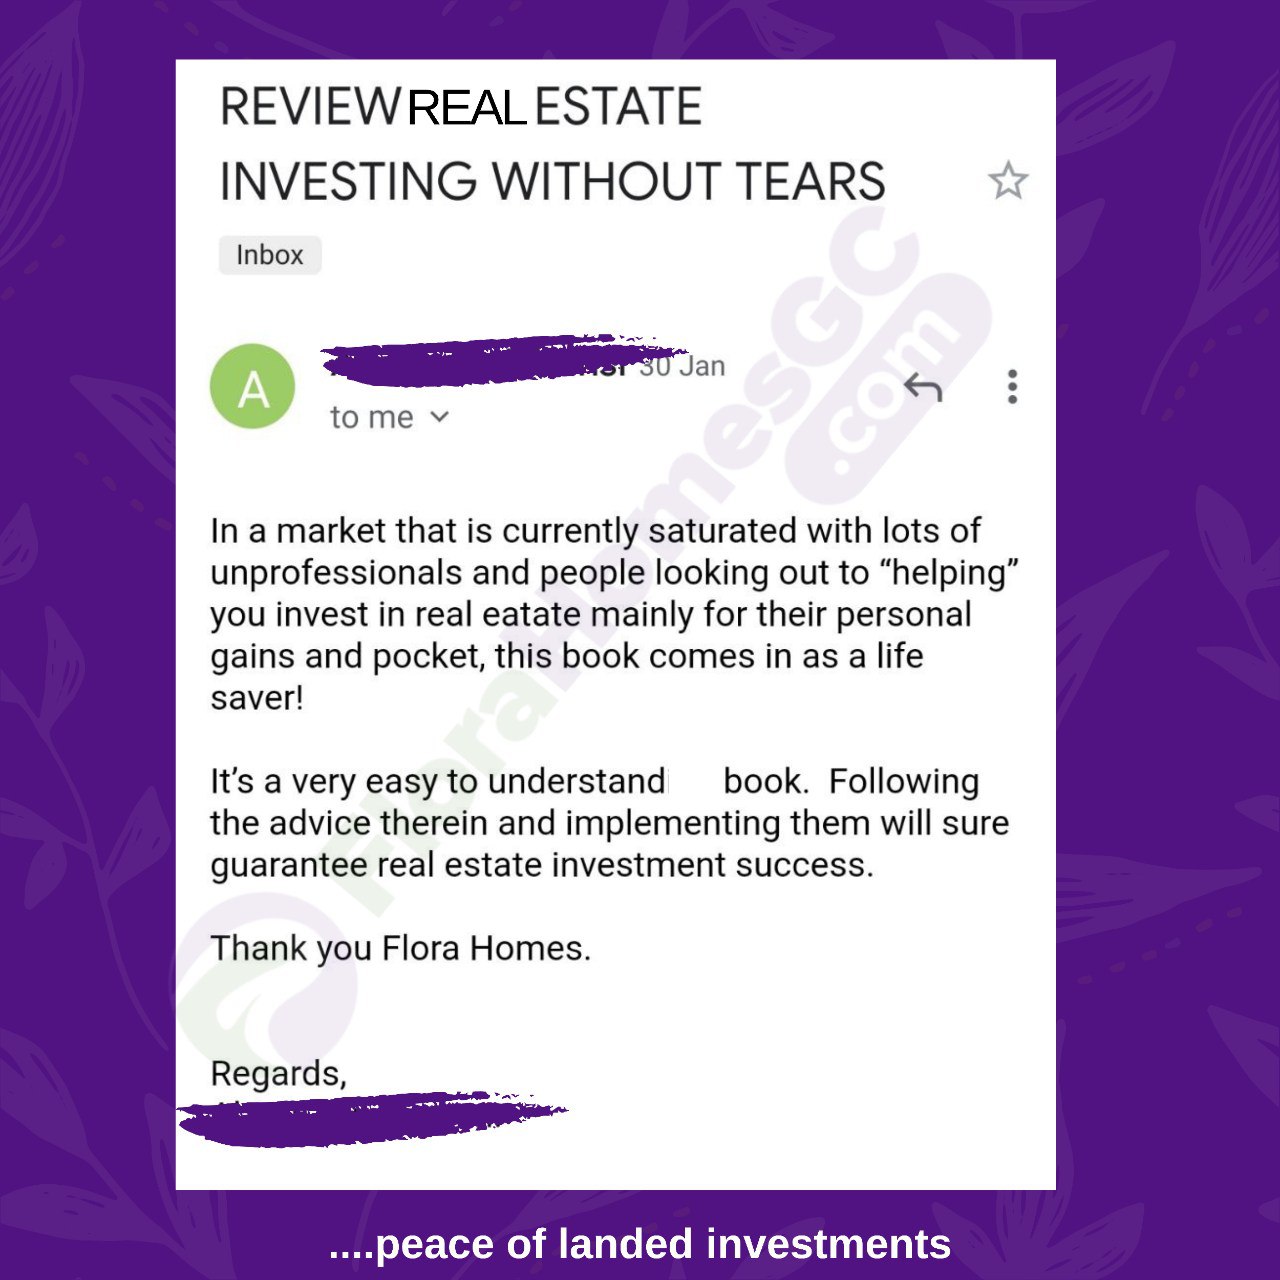 REVIEW REAL ESTATE
INVESTING WITHOUT TEARS
Inbox
A
30 Jan
to me
In a market that is currently saturated with lots of
unprofessionals and people looking out to “helping”
you invest in real eatate mainly for their personal
gains and pocket, this book comes in as a life
saver!
It’s a very easy to understand book. Following
the advice therein and implementing them will sure
guarantee real estate investment success.
Thank you Flora Homes.
Regards,
FloraHomesGC
.com
....peace of landed investments